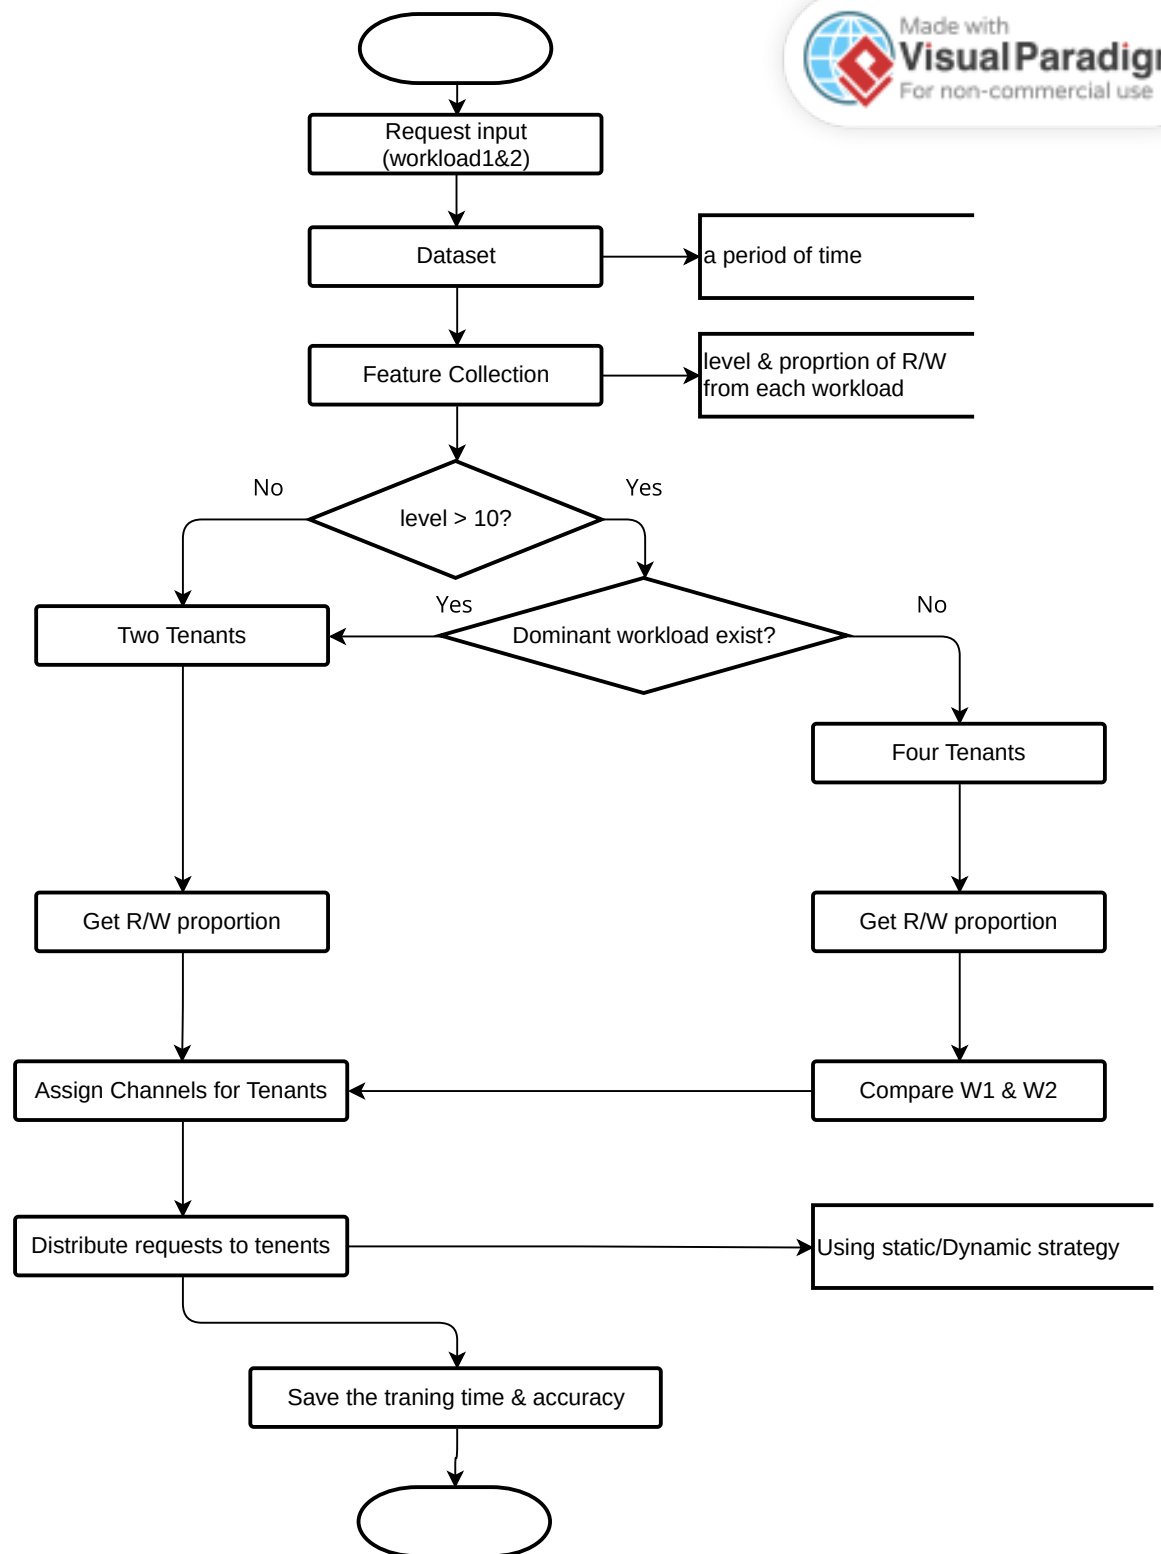 Made with
Visual Paradigm
For non-commercial use
Request input
(workload1&2)
Dataset
a period of time
Feature Collection
level & proprtion of R/W
from each workload
No
Yes
level > 10?
Two Tenants
Yes
Dominant workload exist?
No
Four Tenants
Get R/W proportion
Get R/W proportion
Assign Channels for Tenants
Compare W1 & W2
Distribute requests to tenents
Using static/Dynamic strategy
Save the traning time & accuracy